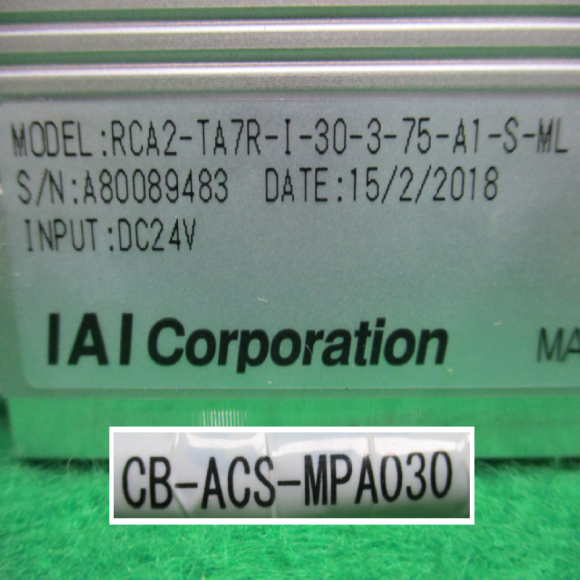 MODEL:RCA2-TA7R-I-30-3-75-A1-S-ML
S/N:A80089483 DATE:15/2/2018
INPUT:DC24V
IAI Corporation MA
CB-ACS-MPA030